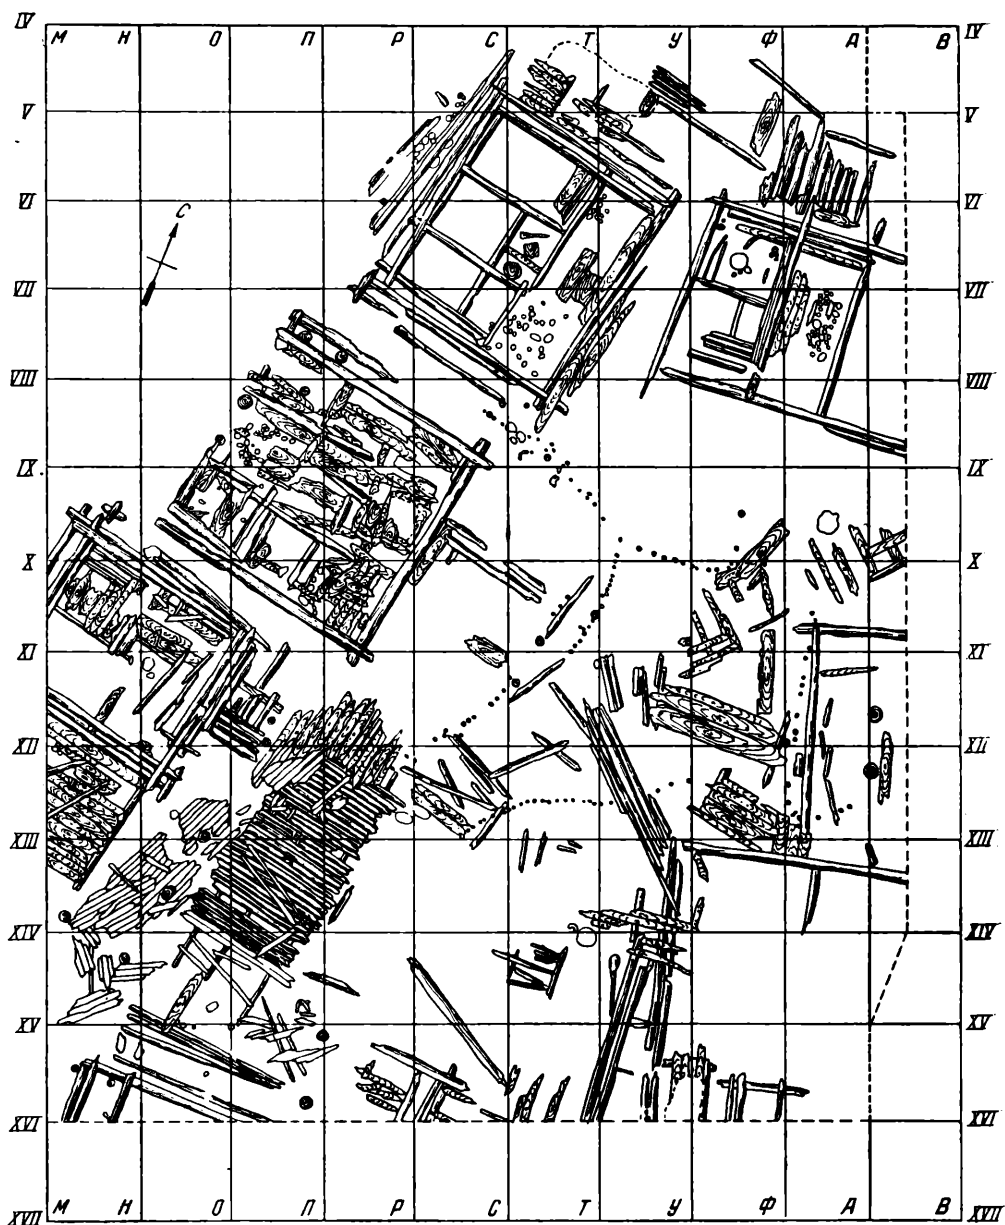 IV М Н О П Р С Т У Ф А В IV
V V
VI VI
С
VII VII
VIII VIII
IX IX
X X
XI XI
XII XII
XIII XIII
XIV XIV
XV XV
XVI XVI
XVII М Н О П Р С Т У Ф А В XVII